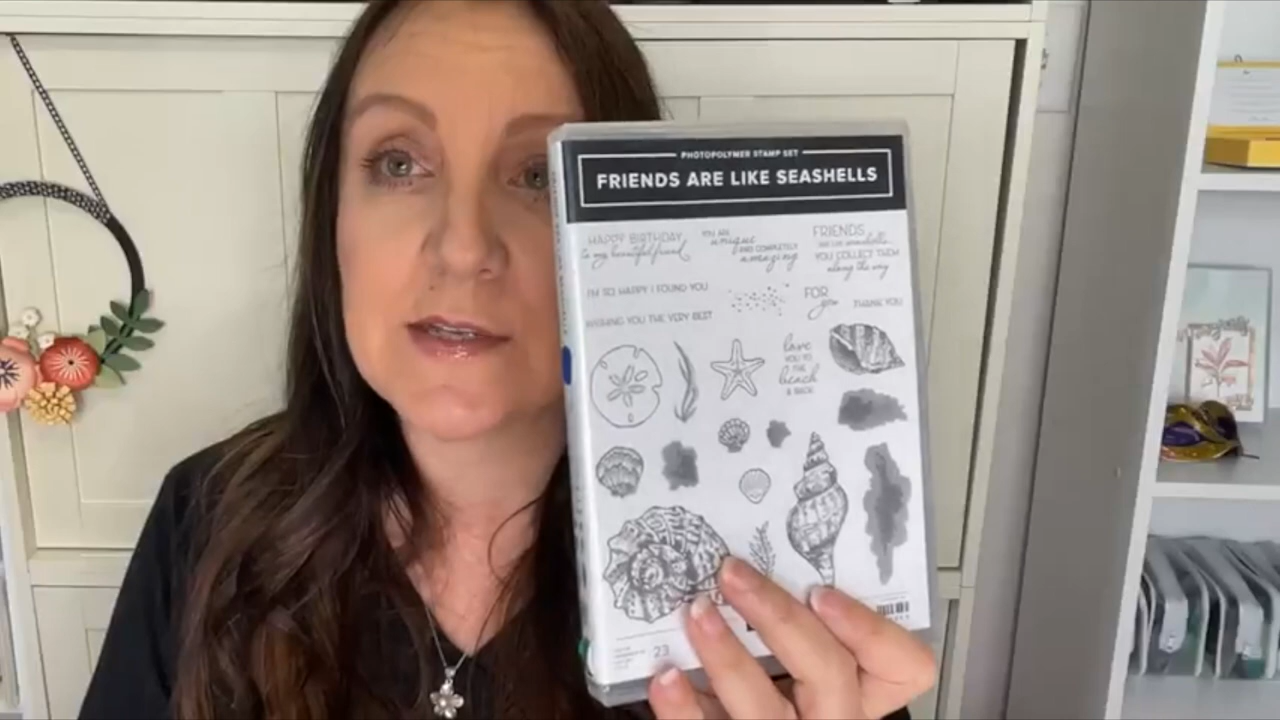 PHOTOPOLYMER STAMP SET
FRIENDS ARE LIKE SEASHELLS
HAPPY BIRTHDAY
to my beautiful friend
YOU ARE
unique
AND COMPLETELY
amazing
FRIENDS
are like seashells
YOU COLLECT THEM
along the way
I'M SO HAPPY I FOUND YOU
FOR
you
THANK YOU
WISHING YOU THE VERY BEST
love
YOU TO
THE
beach
& BACK
23